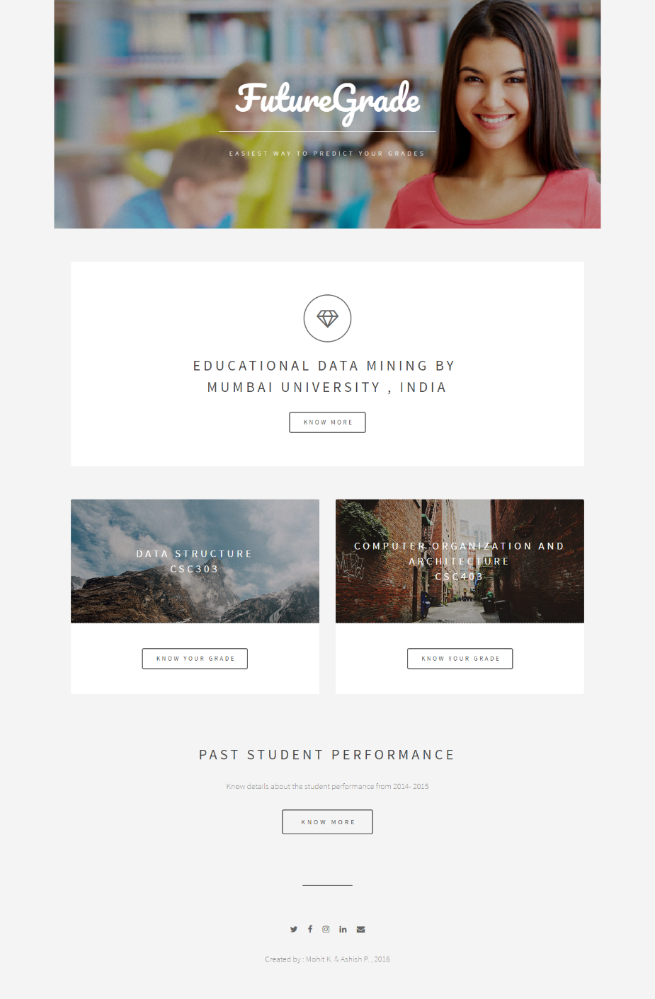 FutureGrade
EASIEST WAY TO PREDICT YOUR GRADES
EDUCATIONAL DATA MINING BY
MUMBAI UNIVERSITY , INDIA
KNOW MORE
DATA STRUCTURE
CSC303
KNOW YOUR GRADE
COMPUTER ORGANIZATION AND
ARCHITECTURE
CSC403
KNOW YOUR GRADE
PAST STUDENT PERFORMANCE
Know details about the student performance from 2014- 2015
KNOW MORE
Created by : Mohit K. & Ashish P. , 2016